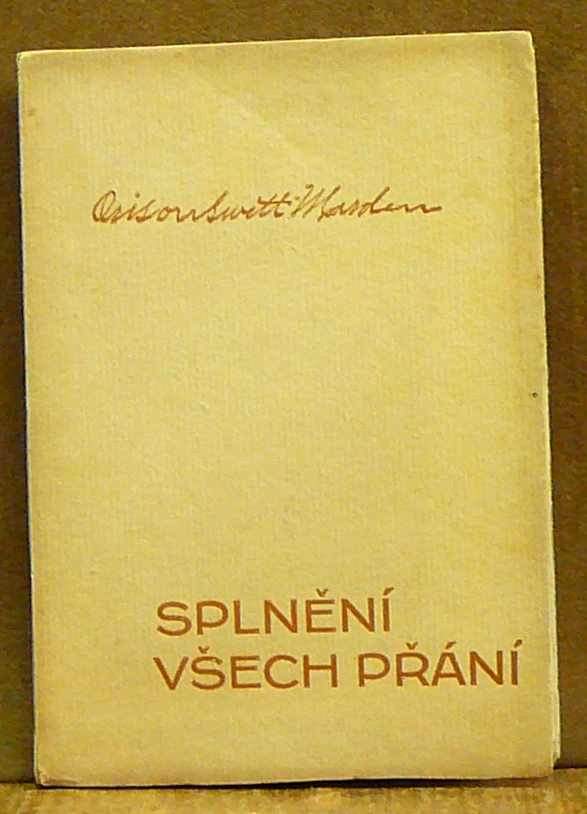 Orison Swett Marden
SPLNĚNÍ
VŠECH PŘÁNÍ